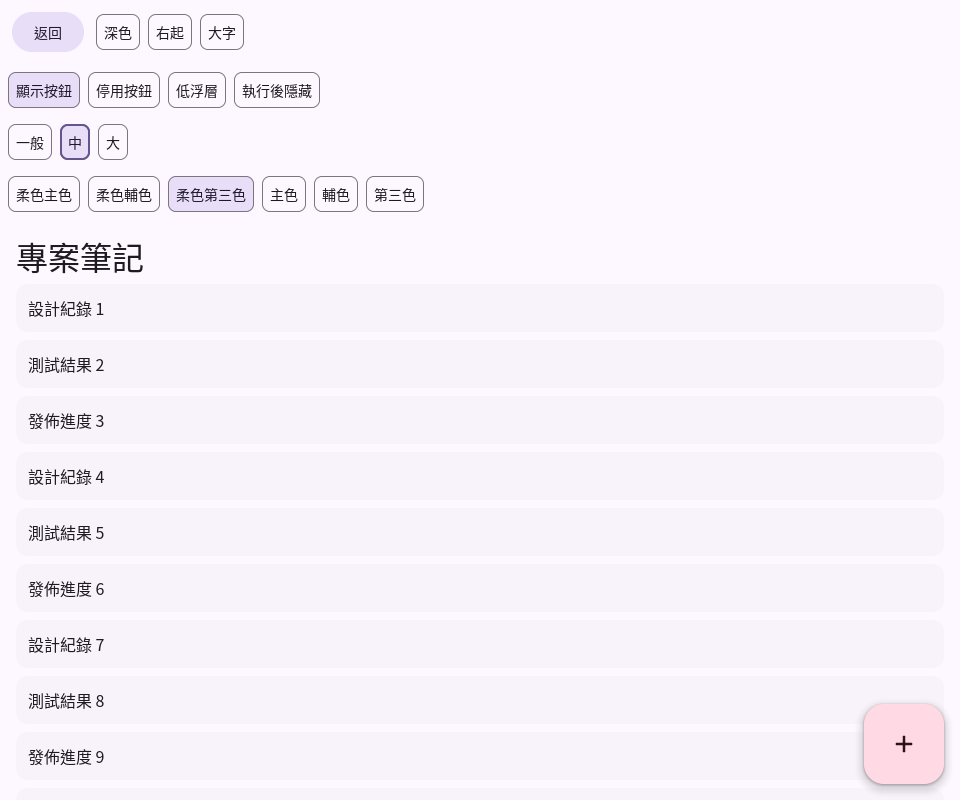 返回 深色 右起 大字
顯示按鈕 停用按鈕 低浮層 執行後隱藏
一般 中 大
柔色主色 柔色輔色 柔色第三色 主色 輔色 第三色
專案筆記
設計紀錄 1
測試結果 2
發佈進度 3
設計紀錄 4
測試結果 5
發佈進度 6
設計紀錄 7
測試結果 8
發佈進度 9